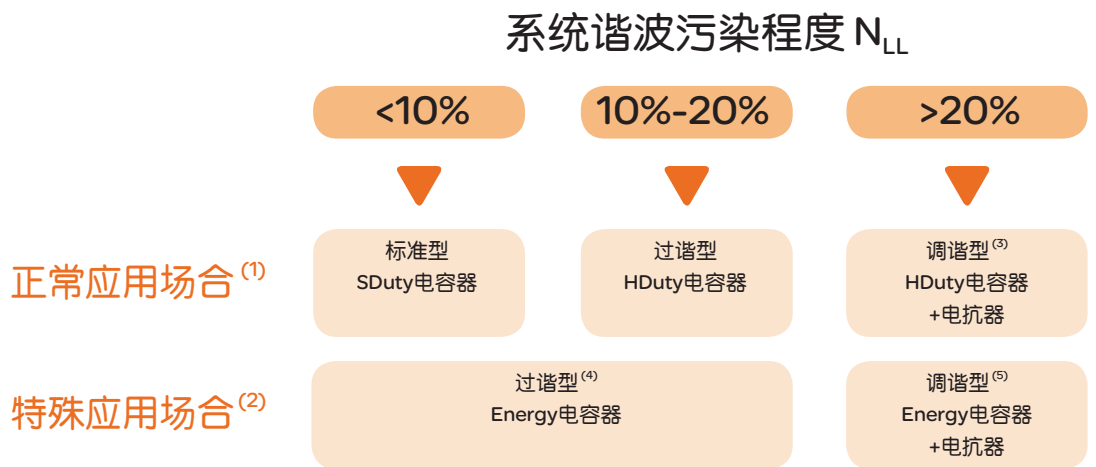 系统谐波污染程度 NLL
<10%
10%-20%
>20%
正常应用场合(1)
标准型
SDuty电容器
过谐型
HDuty电容器
调谐型(3)
HDuty电容器
+电抗器
特殊应用场合(2)
过谐型(4)
Energy电容器
调谐型(5)
Energy电容器
+电抗器